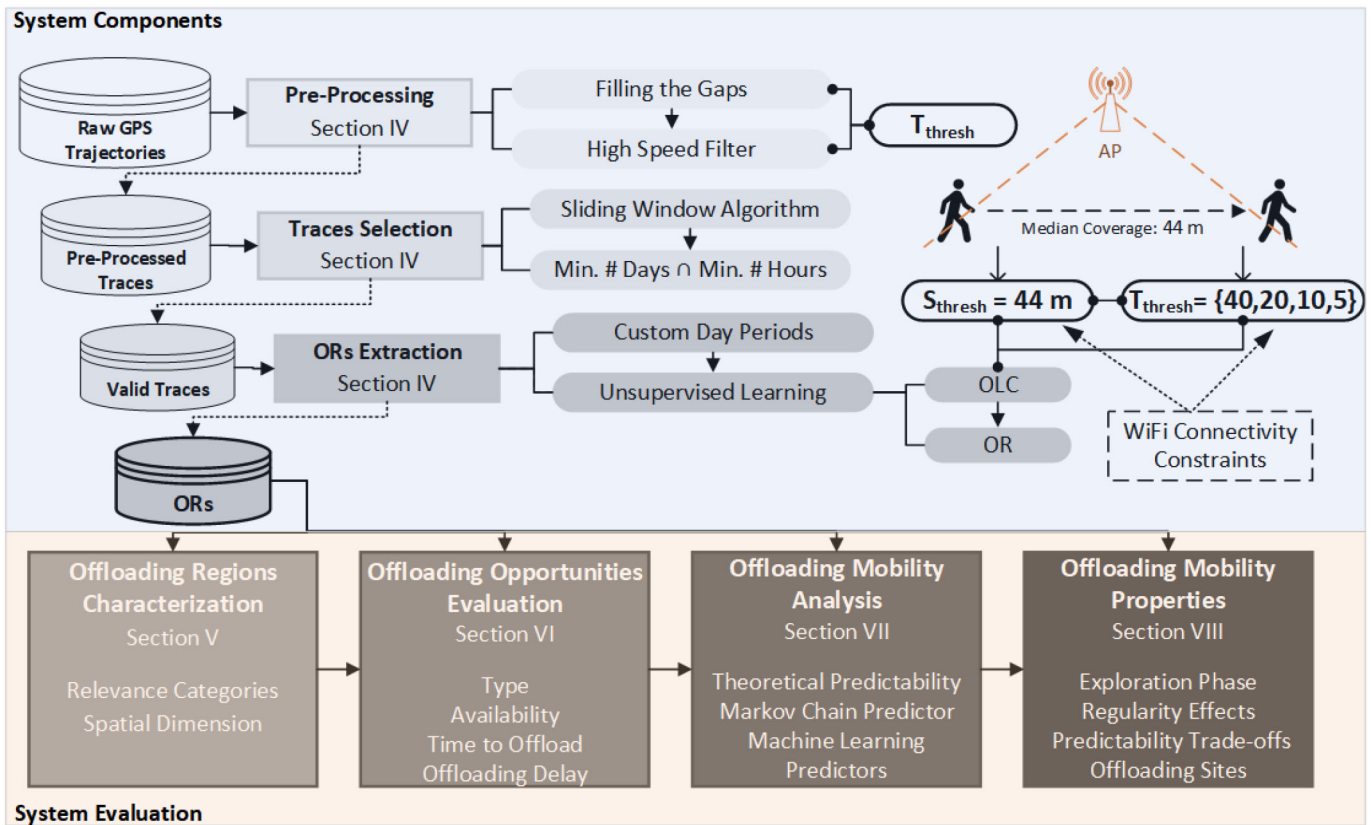 System Components
Raw GPS
Trajectories
Pre-Processing
Section IV
Filling the Gaps
High Speed Filter
T_thresh
AP
Median Coverage: 44 m
Pre-Processed
Traces
Traces Selection
Section IV
Sliding Window Algorithm
Min. # Days ∩ Min. # Hours
S_thresh = 44 m
T_thresh= {40,20,10,5}
Valid Traces
ORs Extraction
Section IV
Custom Day Periods
Unsupervised Learning
OLC
OR
WiFi Connectivity
Constraints
ORs
Offloading Regions
Characterization
Section V
Relevance Categories
Spatial Dimension
Offloading Opportunities
Evaluation
Section VI
Type
Availability
Time to Offload
Offloading Delay
Offloading Mobility
Analysis
Section VII
Theoretical Predictability
Markov Chain Predictor
Machine Learning
Predictors
Offloading Mobility
Properties
Section VIII
Exploration Phase
Regularity Effects
Predictability Trade-offs
Offloading Sites
System Evaluation